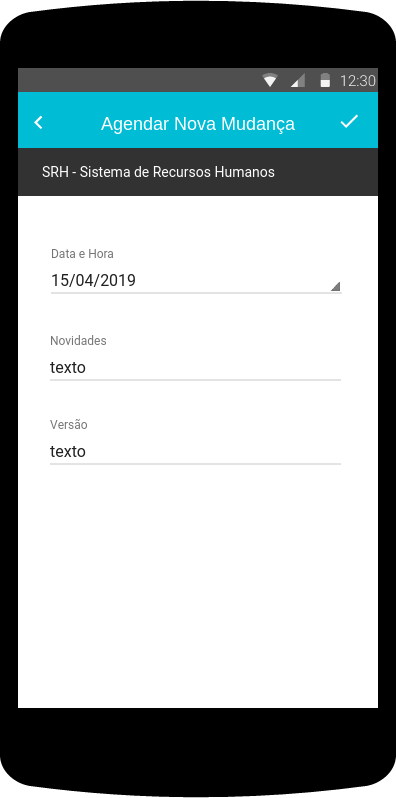 12:30
Agendar Nova Mudança
SRH - Sistema de Recursos Humanos
Data e Hora
15/04/2019
Novidades
texto
Versão
texto